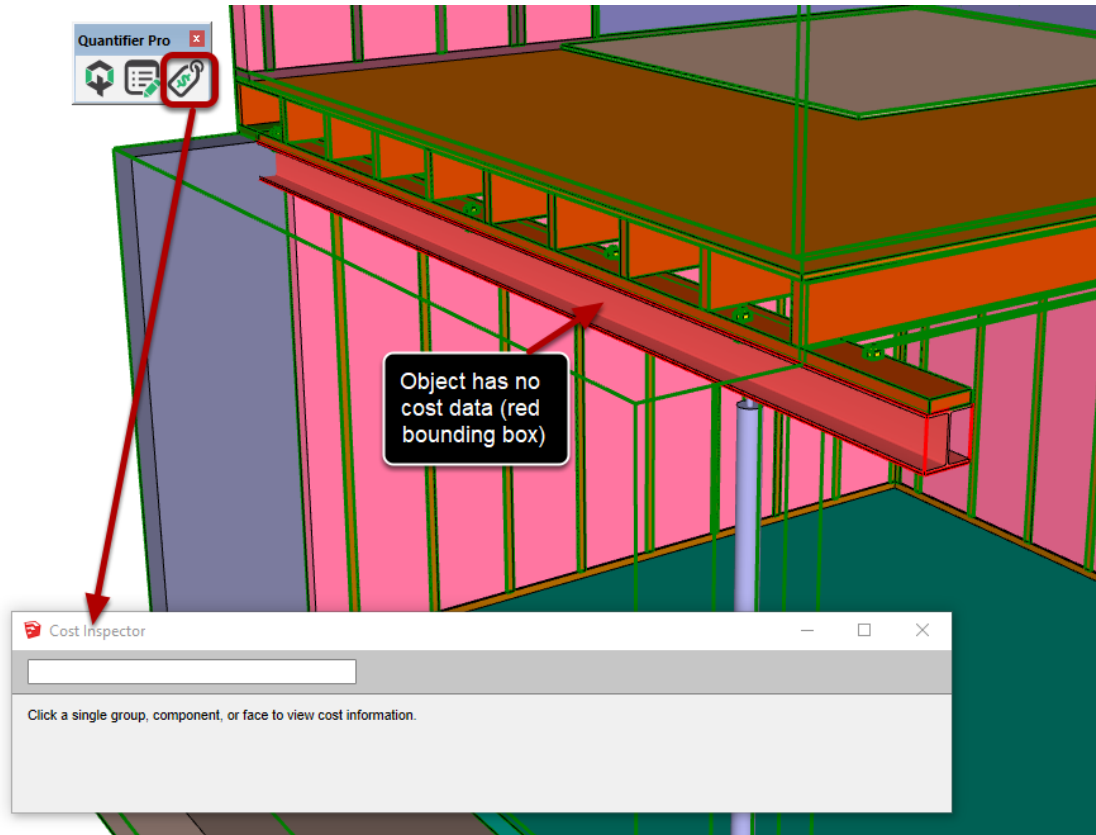 Quantifier Pro
Object has no
cost data (red
bounding box)
Cost Inspector
Click a single group, component, or face to view cost information.